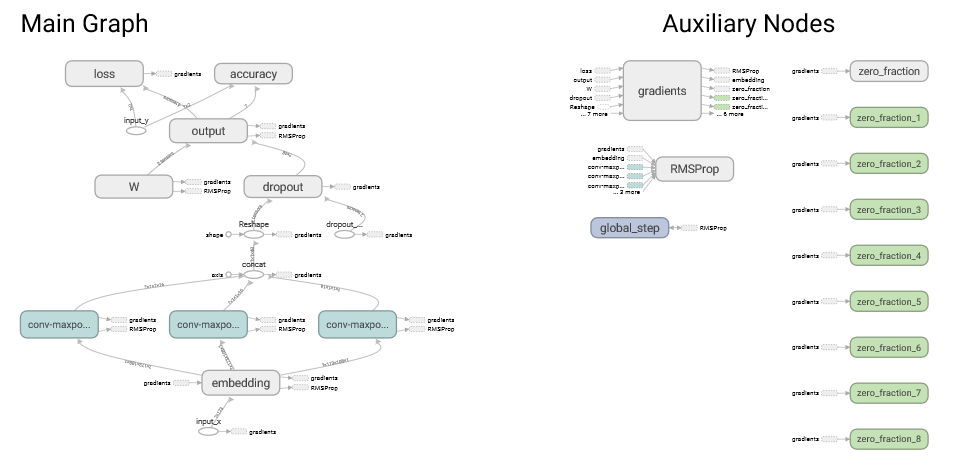 Main Graph
Auxiliary Nodes
loss
gradients
accuracy
input_y
output
gradients
RMSProp
W
gradients
RMSProp
dropout
gradients
Reshape
shape
gradients
dropout_...
gradients
concat
axis
gradients
conv-maxpo...
gradients
RMSProp
conv-maxpo...
gradients
RMSProp
conv-maxpo...
gradients
RMSProp
embedding
gradients
gradients
RMSProp
input_x
gradients
loss
output
W
dropout
Reshape
... 7 more
gradients
RMSProp
embedding
zero_fraction
zero_fracti...
zero_fracti...
... 6 more
gradients
embedding
conv-maxp...
conv-maxp...
conv-maxp...
... 3 more
RMSProp
global_step
RMSProp
gradients
zero_fraction
gradients
zero_fraction_1
gradients
zero_fraction_2
gradients
zero_fraction_3
gradients
zero_fraction_4
gradients
zero_fraction_5
gradients
zero_fraction_6
gradients
zero_fraction_7
gradients
zero_fraction_8